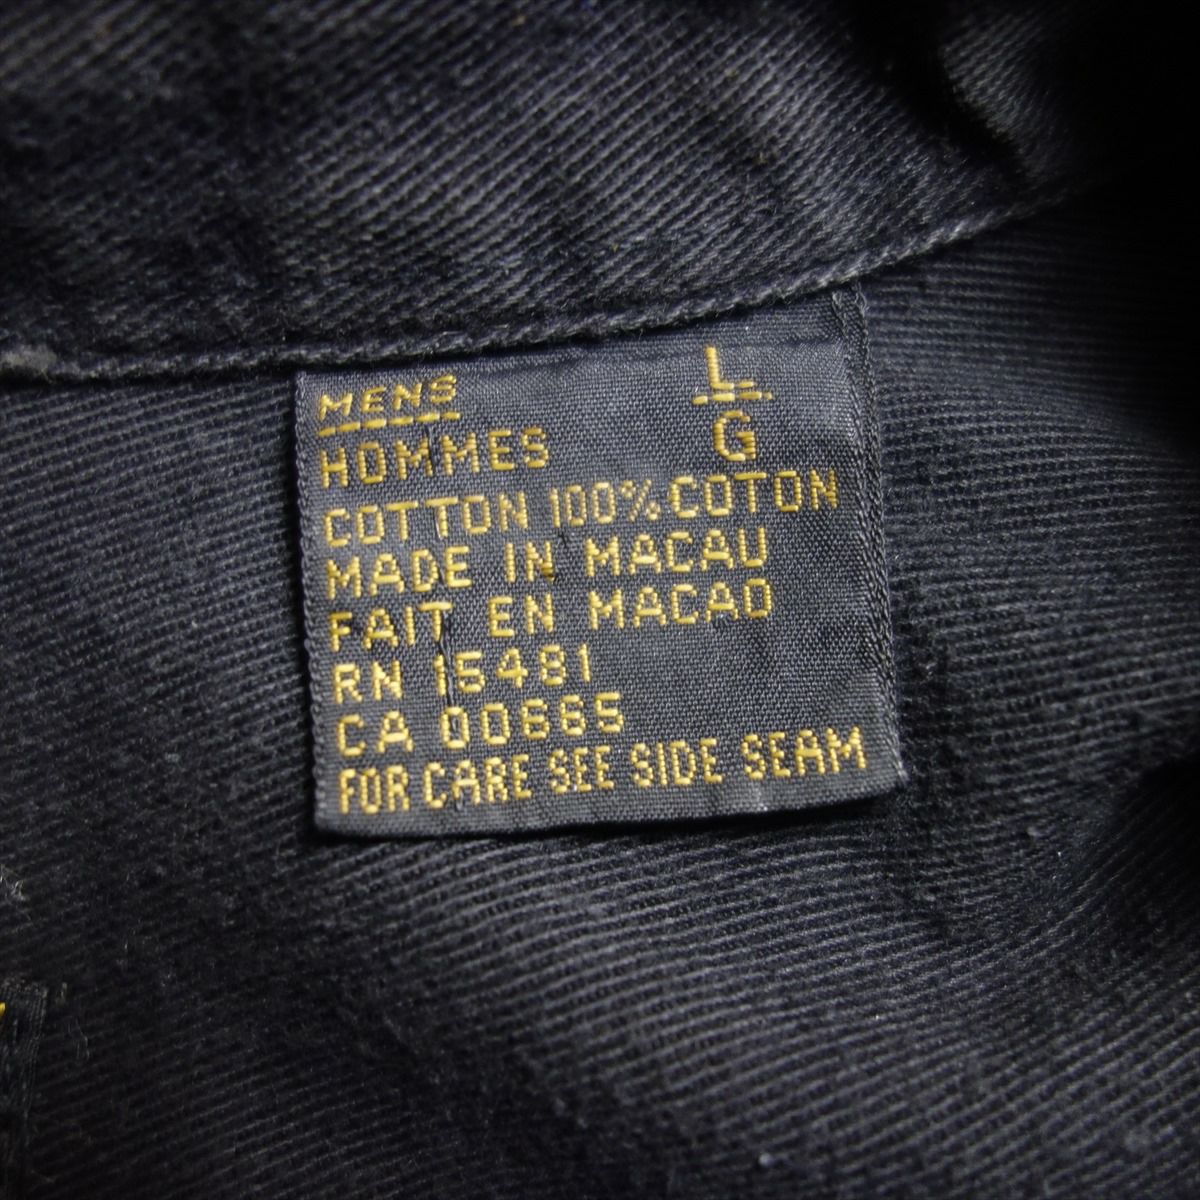 MENS L
HOMMES G
COTTON 100% COTON
MADE IN MACAU
FAIT EN MACAO
RN 15481
CA 00665
FOR CARE SEE SIDE SEAM